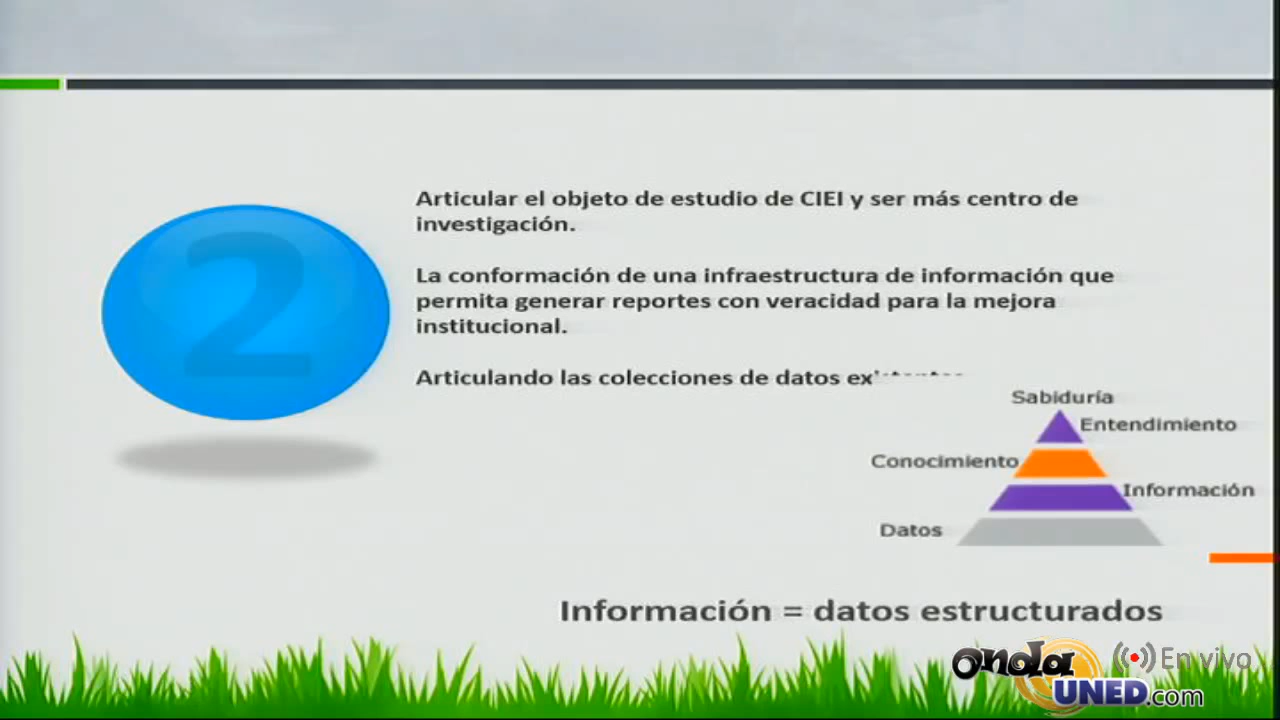 2
Articular el objeto de estudio de CIEI y ser más centro de
investigación.
La conformación de una infraestructura de información que
permita generar reportes con veracidad para la mejora
institucional.
Articulando las colecciones de datos existentes
Sabiduría
Entendimiento
Conocimiento
Información
Datos
Información = datos estructurados
onda
UNED.com
En vivo